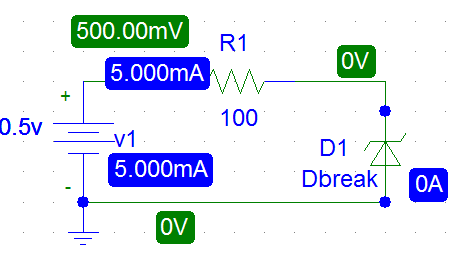 500.00mV
R1
5.000mA
0V
+
100
0.5v
v1
D1
5.000mA
Dbreak
0A
-
0V